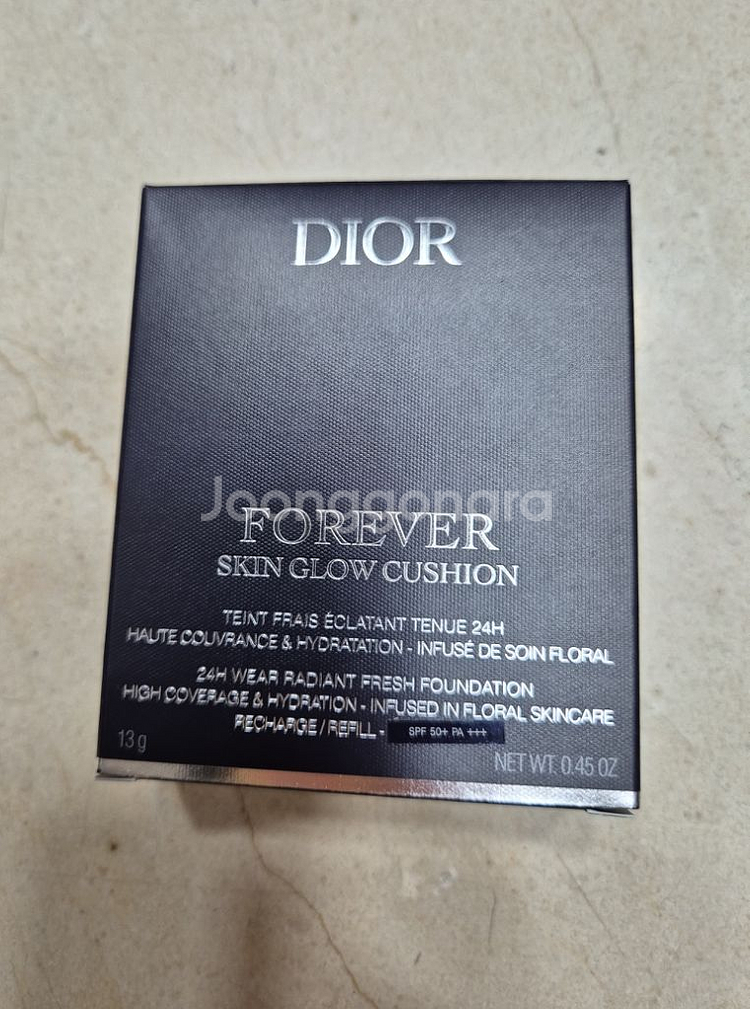 DIOR
Joonggongra
FOREVER
SKIN GLOW CUSHION
TEINT FRAIS ÉCLATANT TENUE 24H
HAUTE COUVRANCE & HYDRATATION - INFUSÉ DE SOIN FLORAL
24H WEAR RADIANT FRESH FOUNDATION
HIGH COVERAGE & HYDRATION - INFUSED IN FLORAL SKINCARE
RECHARGE / REFILL - SPF 50+ PA +++
13 g
NET WT. 0.45 OZ